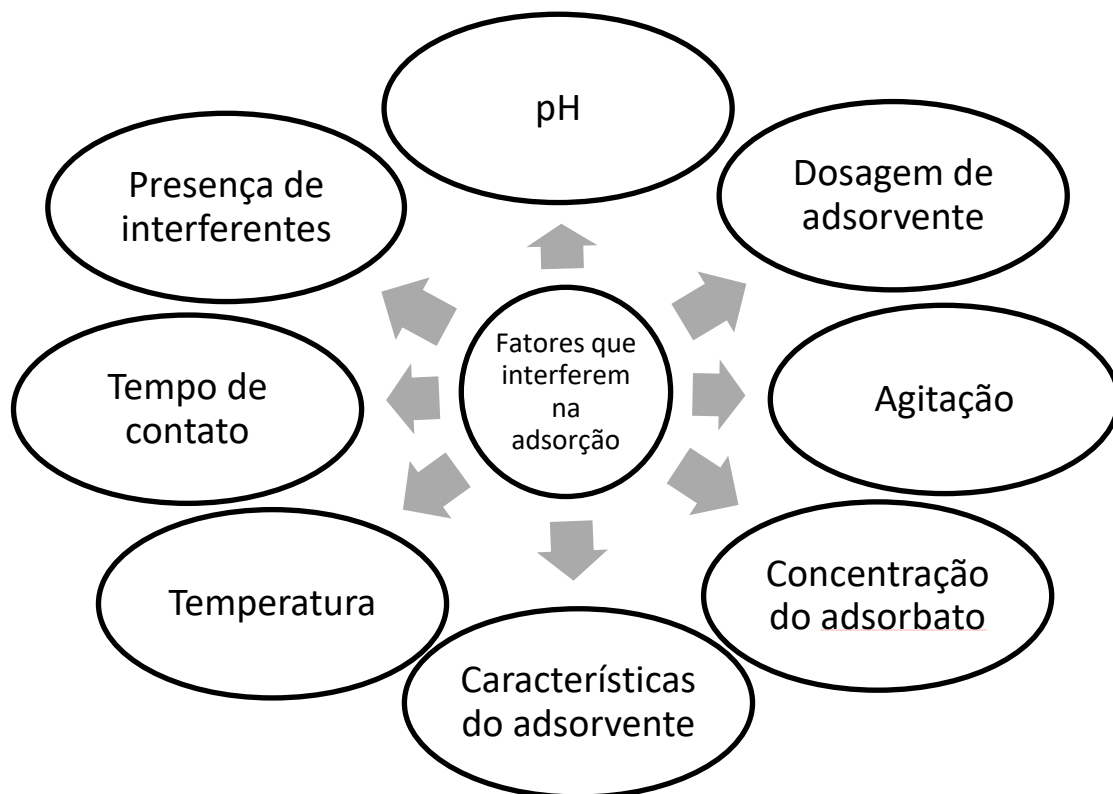 pH
Presença de
interferentes
Dosagem de
adsorvente
Fatores que
interferem
na
adsorção
Tempo de
contato
Agitação
Temperatura
Concentração
do adsorbato
Características
do adsorvente